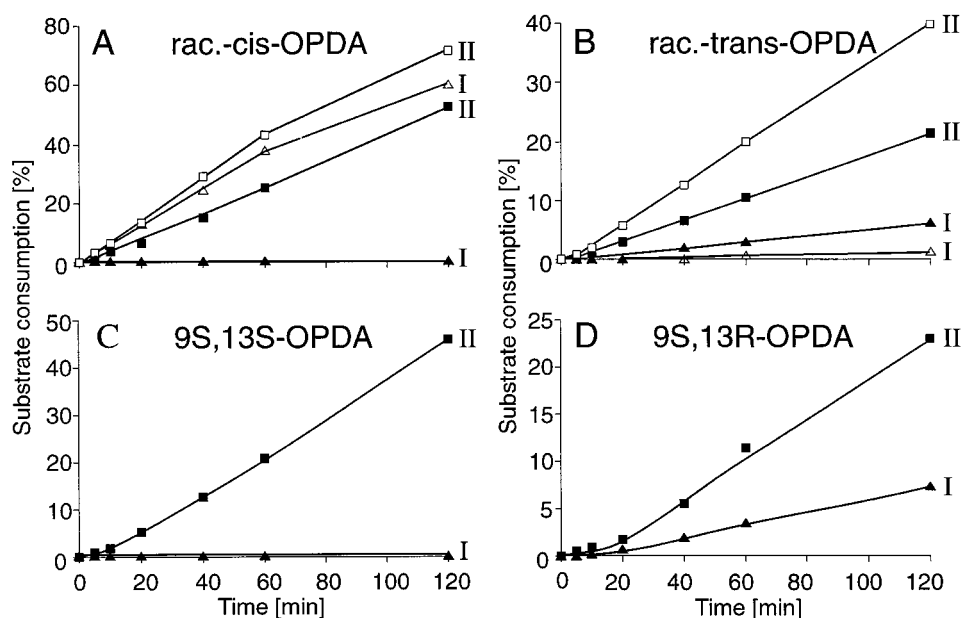 A rac.-cis-OPDA
B rac.-trans-OPDA
Substrate consumption [%]
80
60
40
20
0
II
I
II
I
Substrate consumption [%]
40
30
20
10
0
II
II
I
I
C 9S,13S-OPDA
D 9S,13R-OPDA
50
40
30
20
10
0
II
I
25
20
15
10
5
0
II
I
0 20 40 60 80 100 120
0 20 40 60 80 100 120
Time [min]
Time [min]